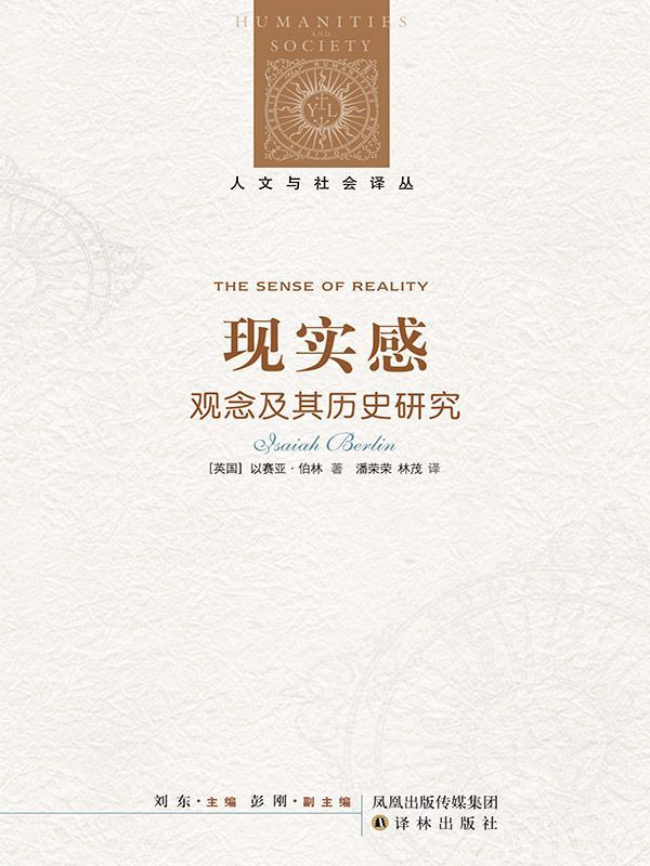 HUMANITIES
AND
SOCIETY
YL
人文与社会译丛
THE SENSE OF REALITY
现实感
观念及其历史研究
Isaiah Berlin
[英国] 以赛亚·伯林 著 潘荣荣 林茂 译
刘东·主编 彭刚·副主编
凤凰出版传媒集团
译林出版社